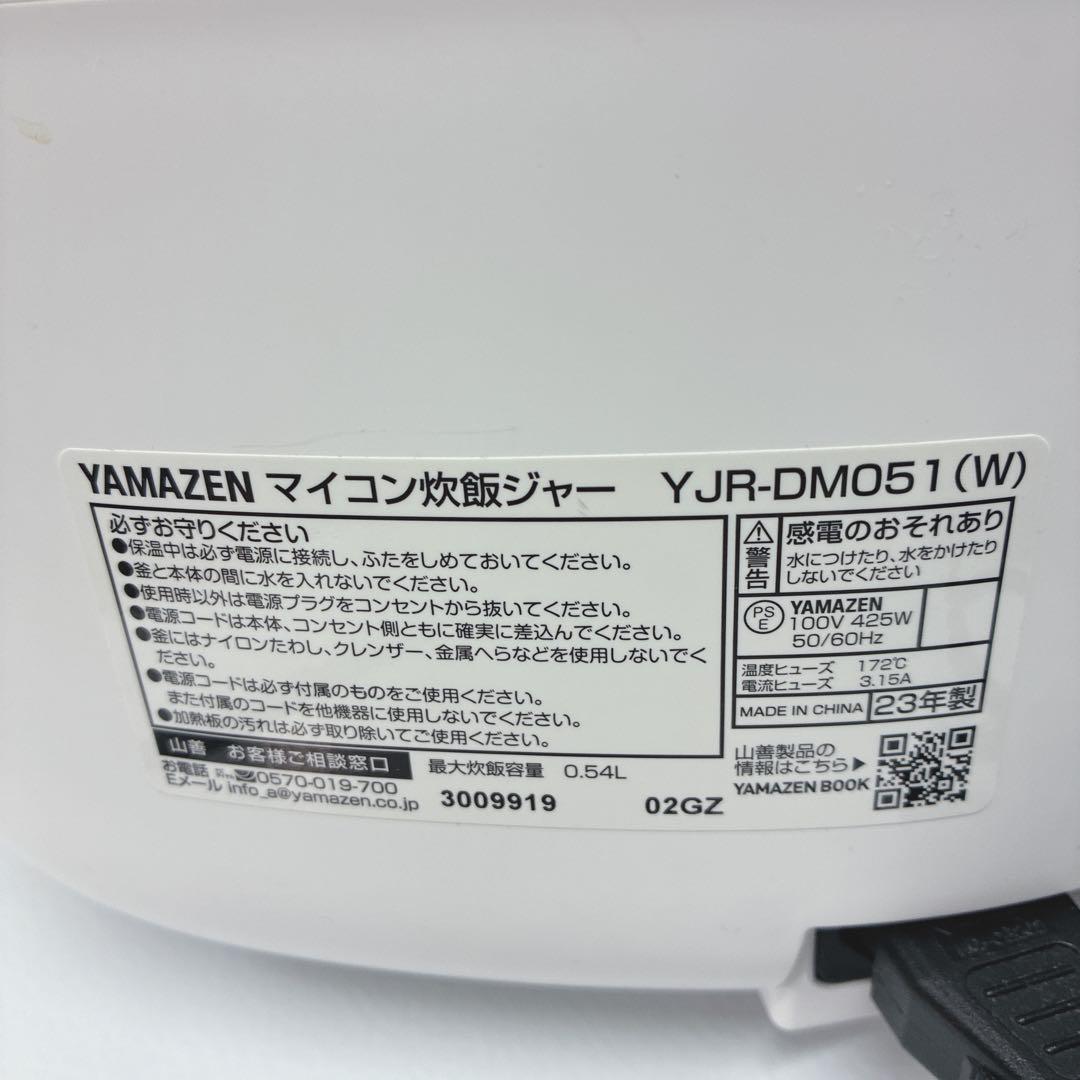 YAMAZEN マイコン炊飯ジャー YJR-DM051(W)
必ずお守りください
●保温中は必ず電源に接続し、ふたをしめておいてください。
●釜と本体の間に水を入れないでください。
●使用時以外は電源プラグをコンセントから抜いてください。
●電源コードは本体、コンセント側ともに確実に差込んでください。
●釜にはナイロンたわし、クレンザー、金属へらなどを使用しないでく
ださい。
●電源コードは必ず付属のものをご使用ください。
また付属のコードを他機器に使用しないでください。
●加熱板の汚れは必ず取り除いてご使用ください。
警告
感電のおそれあり
水につけたり、水をかけたり
しないでください
PS
E
YAMAZEN
100V 425W
50/60Hz
温度ヒューズ 172℃
電流ヒューズ 3.15A
MADE IN CHINA 23年製
山善 お客様ご相談窓口
お電話 0570-019-700
Eメール info_a@yamazen.co.jp
最大炊飯容量 0.54L
3009919 02GZ
山善製品の
情報はこちら▶
YAMAZEN BOOK